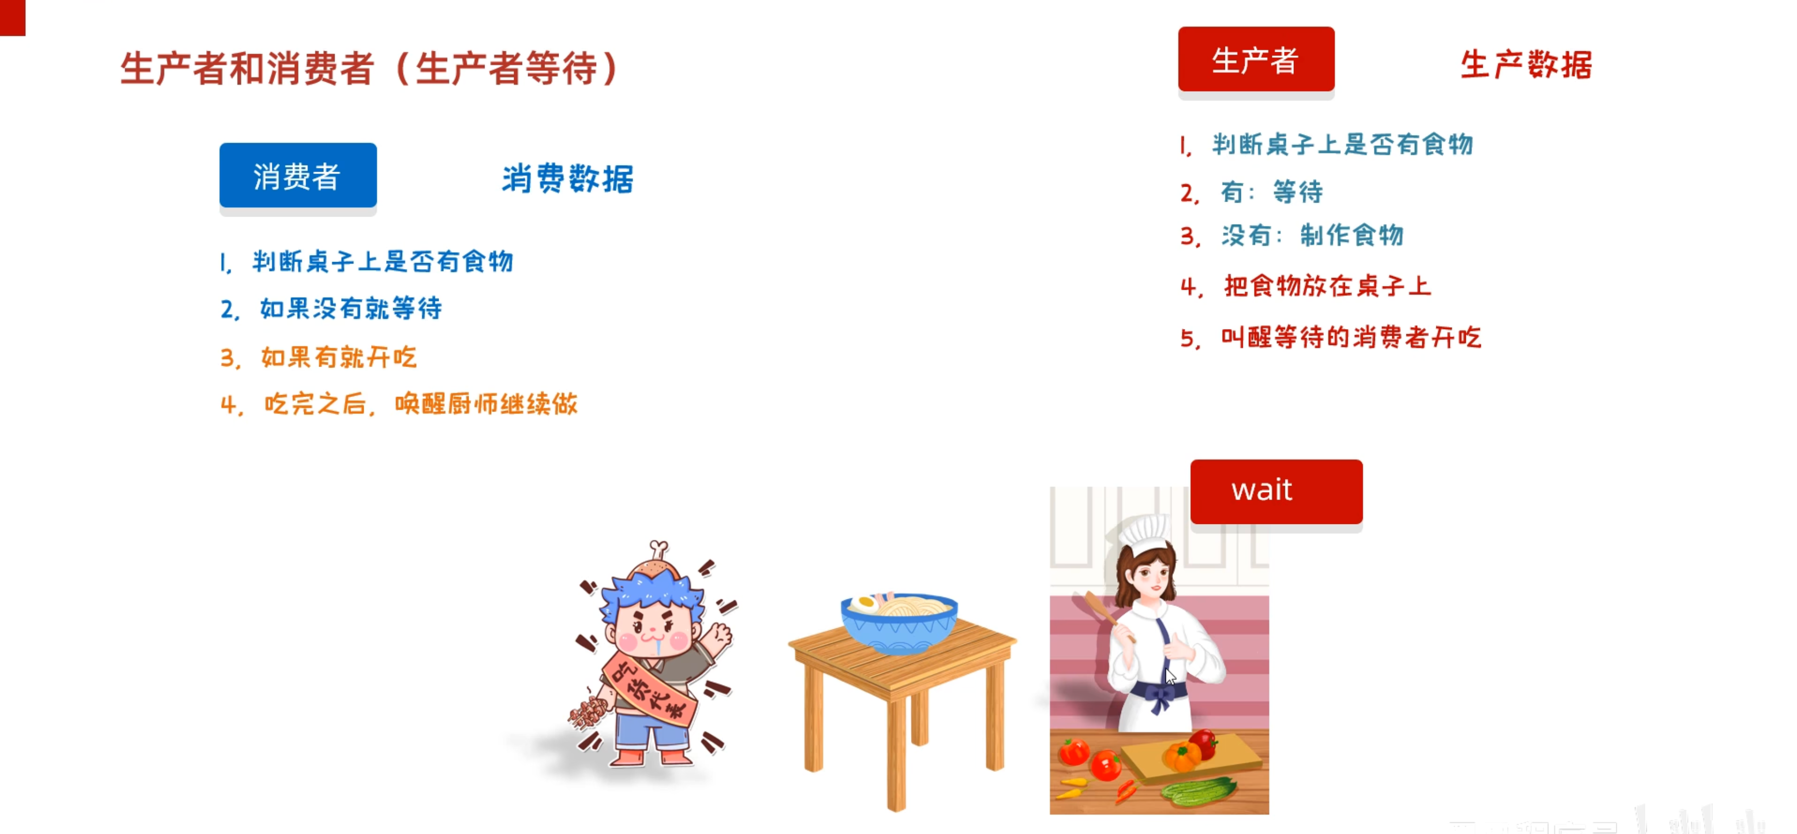 生产者和消费者（生产者等待）
消费者
消费数据
1, 判断桌子上是否有食物
2, 如果没有就等待
3, 如果有就开吃
4, 吃完之后, 唤醒厨师继续做
生产者
生产数据
1, 判断桌子上是否有食物
2, 有: 等待
3, 没有: 制作食物
4, 把食物放在桌子上
5, 叫醒等待的消费者开吃
wait
吃货代表